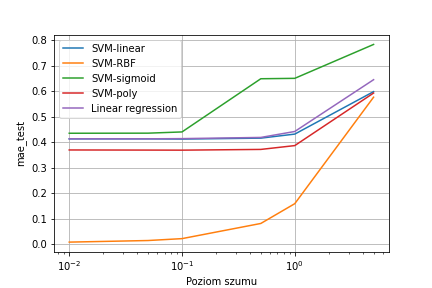 0.8
0.7
0.6
0.5
0.4
0.3
0.2
0.1
0.0
mae_test
SVM-linear
SVM-RBF
SVM-sigmoid
SVM-poly
Linear regression
10⁻² 10⁻¹ 10⁰
Poziom szumu